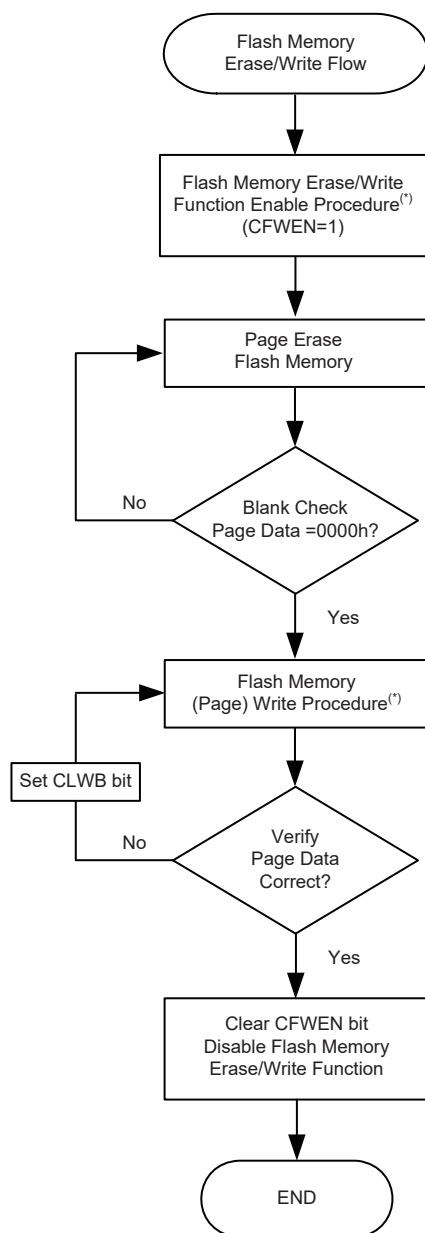 Flash Memory
Erase/Write Flow
Flash Memory Erase/Write
Function Enable Procedure(*)
(CFWEN=1)
Page Erase
Flash Memory
No
Blank Check
Page Data =0000h?
Yes
Flash Memory
(Page) Write Procedure(*)
Set CLWB bit
No
Verify
Page Data
Correct?
Yes
Clear CFWEN bit
Disable Flash Memory
Erase/Write Function
END